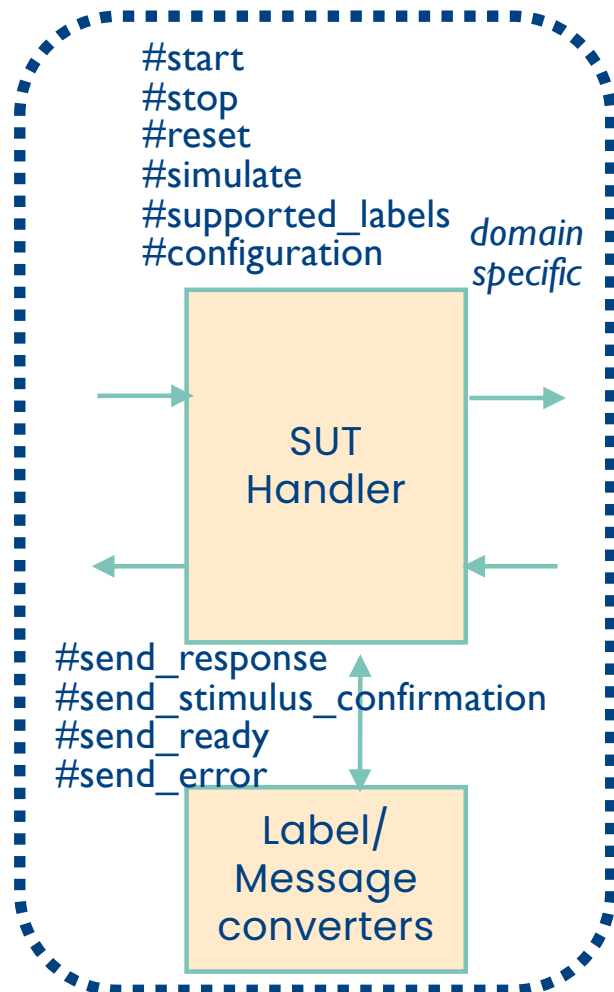 #start
#stop
#reset
#simulate
#supported_labels
#configuration
domain
specific
SUT
Handler
#send_response
#send_stimulus_confirmation
#send_ready
#send_error
Label/
Message
converters